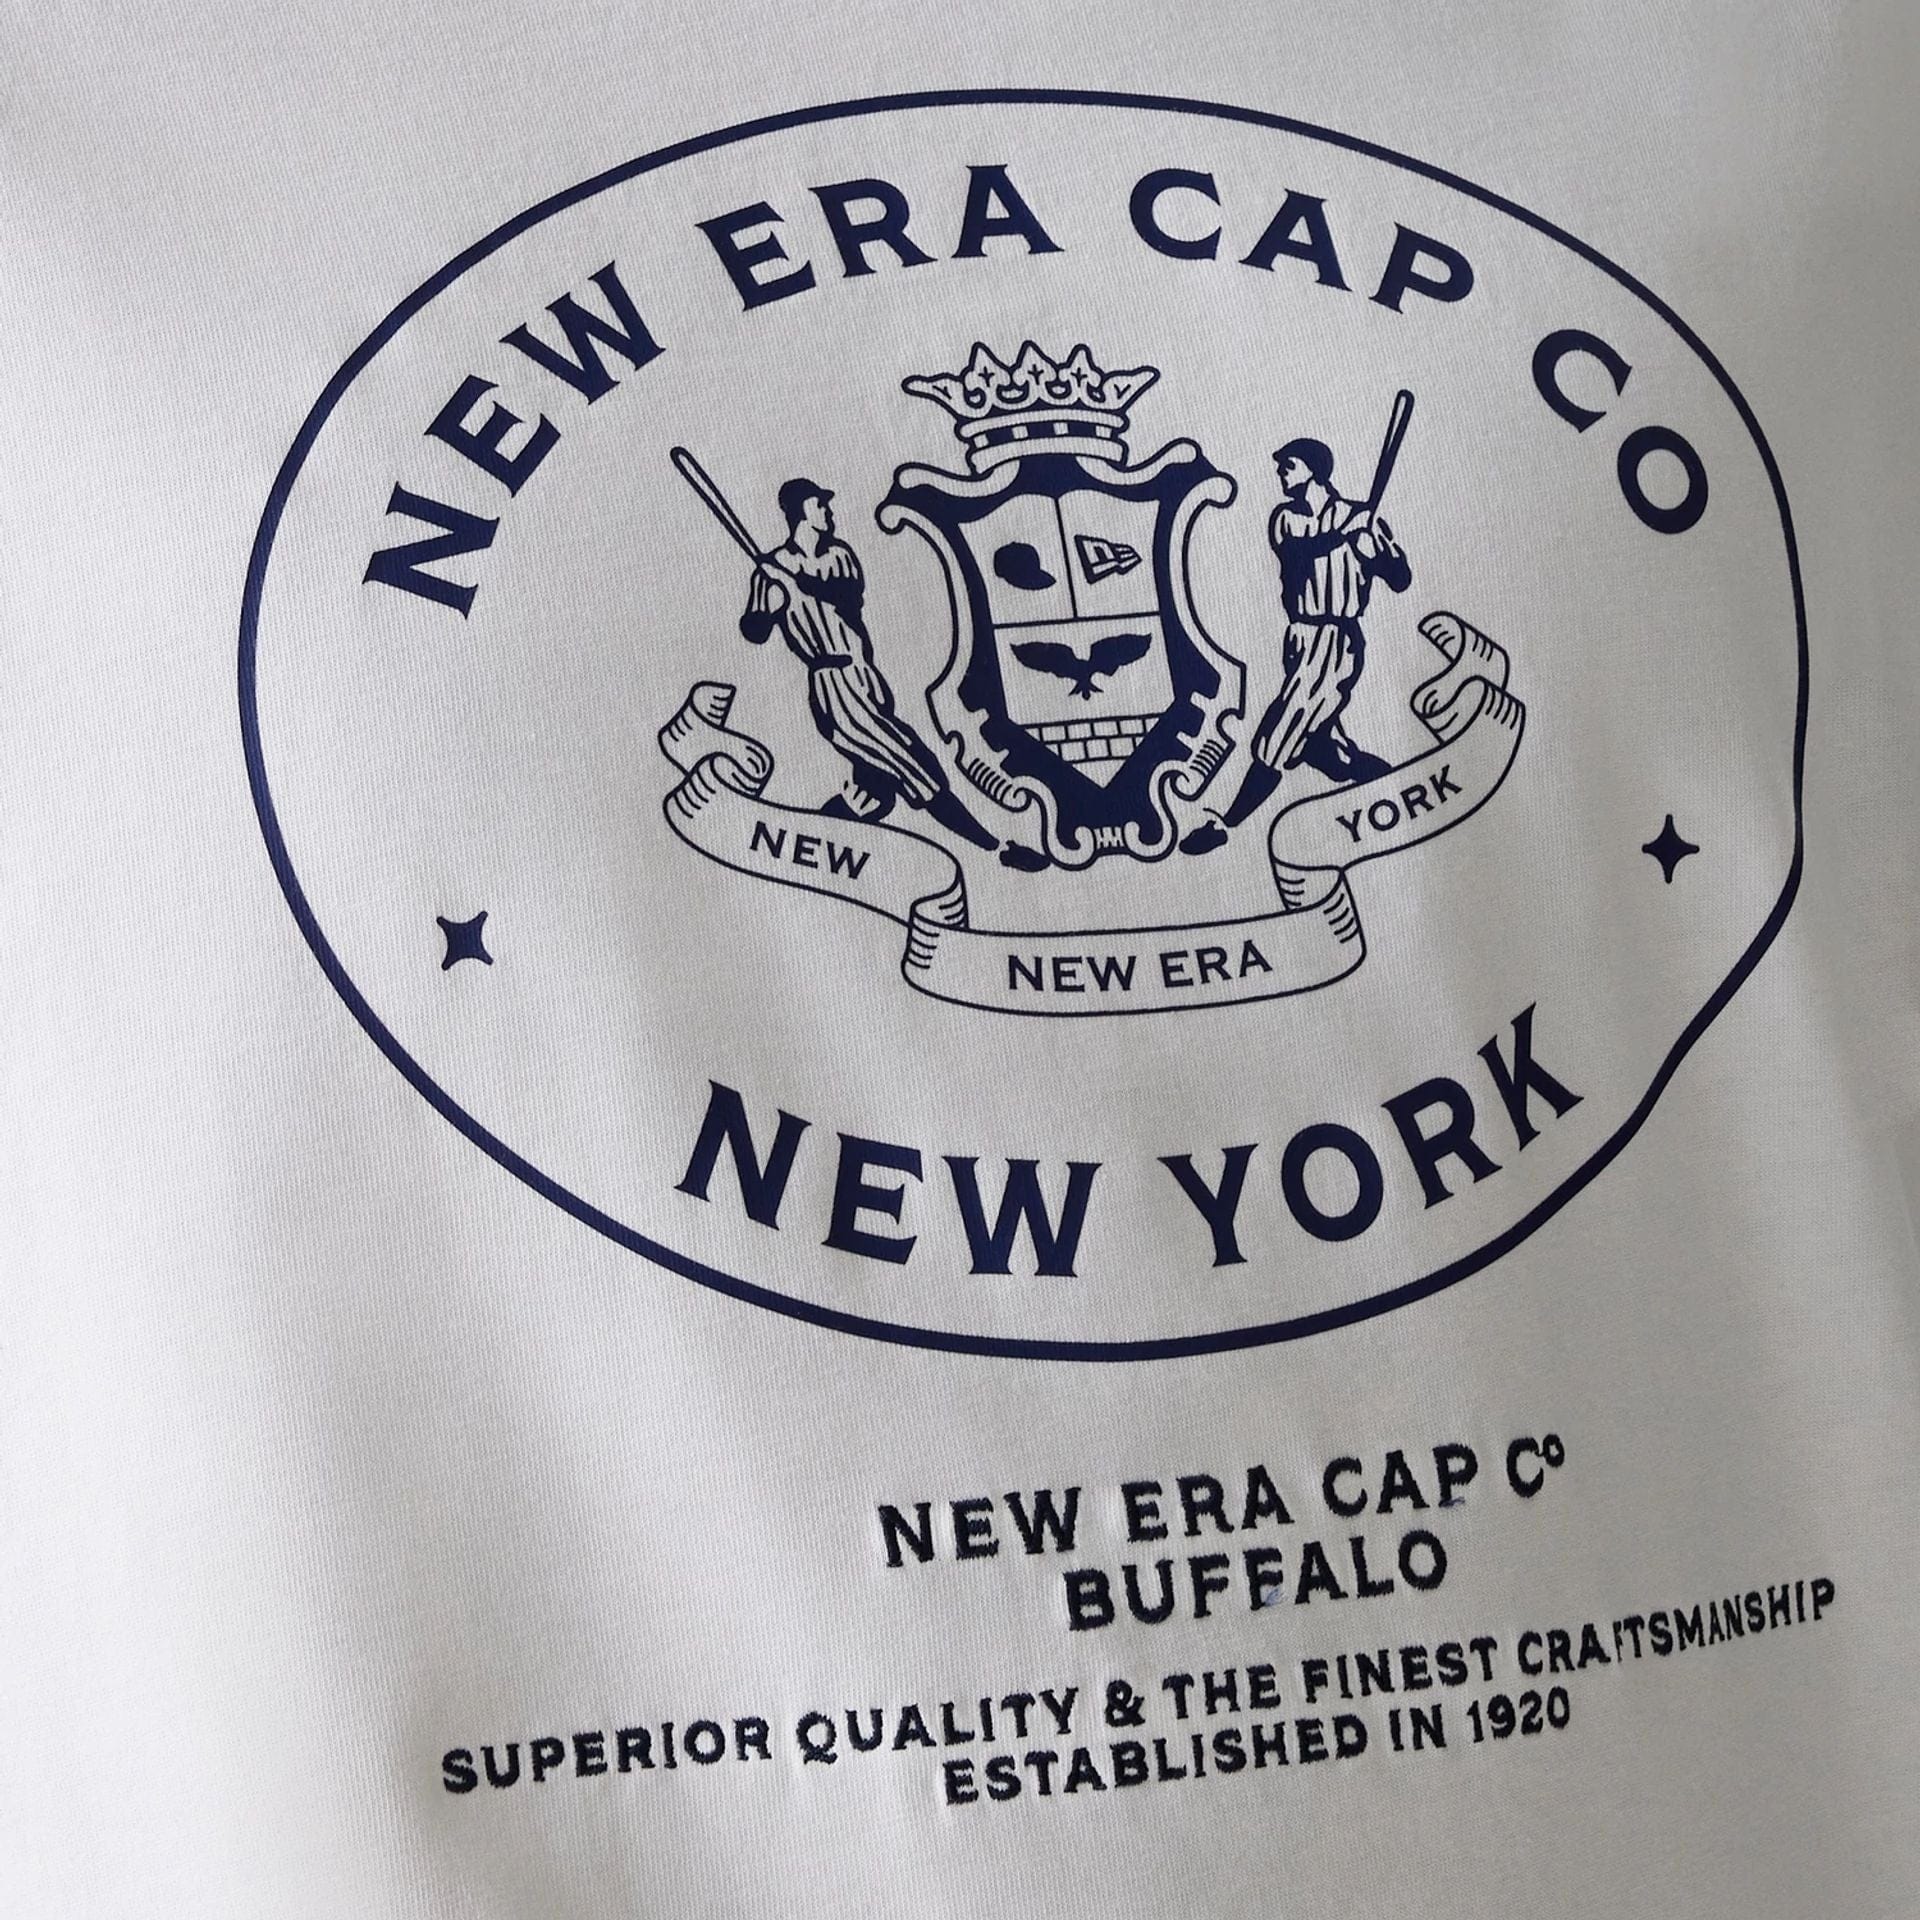 NEW ERA CAP CO
NEW
YORK
NEW ERA
NEW YORK
NEW ERA CAP Cº
BUFFALO
SUPERIOR QUALITY & THE FINEST CRAFTSMANSHIP
ESTABLISHED IN 1920